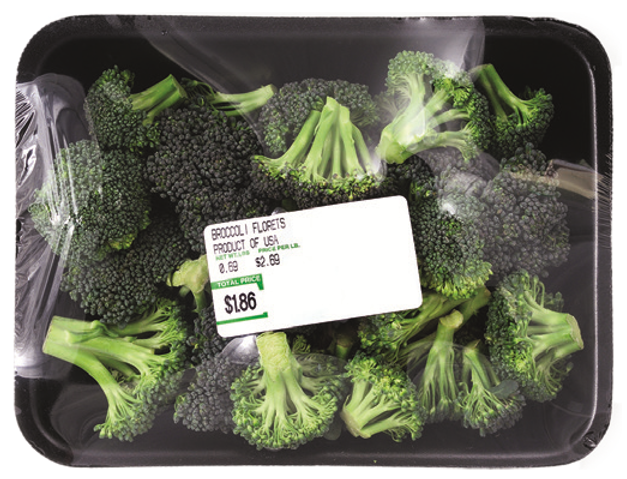 BROCCOLI FLORETS
PRODUCT OF USA
NET WT.LBS PRICE PER LB.
0.69 $2.69
TOTAL PRICE
$1.86